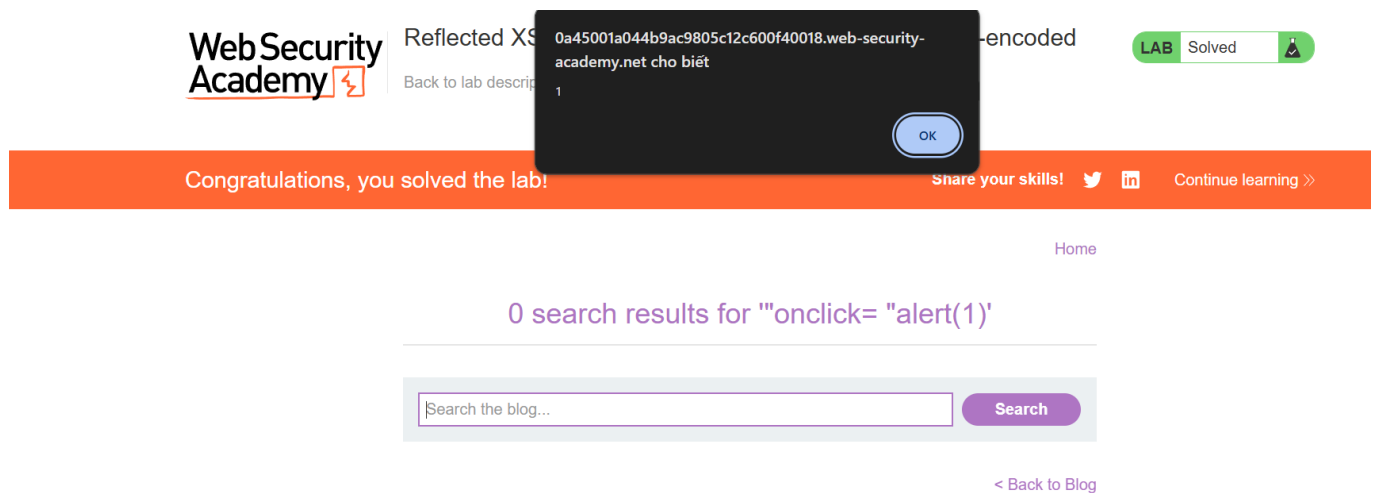 Web Security
Academy
Reflected XS
-encoded
Back to lab descrip
LAB Solved
0a45001a044b9ac9805c12c600f40018.web-security-
academy.net cho biết
1
OK
Congratulations, you solved the lab!
Share your skills!
in
Continue learning
Home
0 search results for '"onclick= "alert(1)'
Search the blog...
Search
< Back to Blog